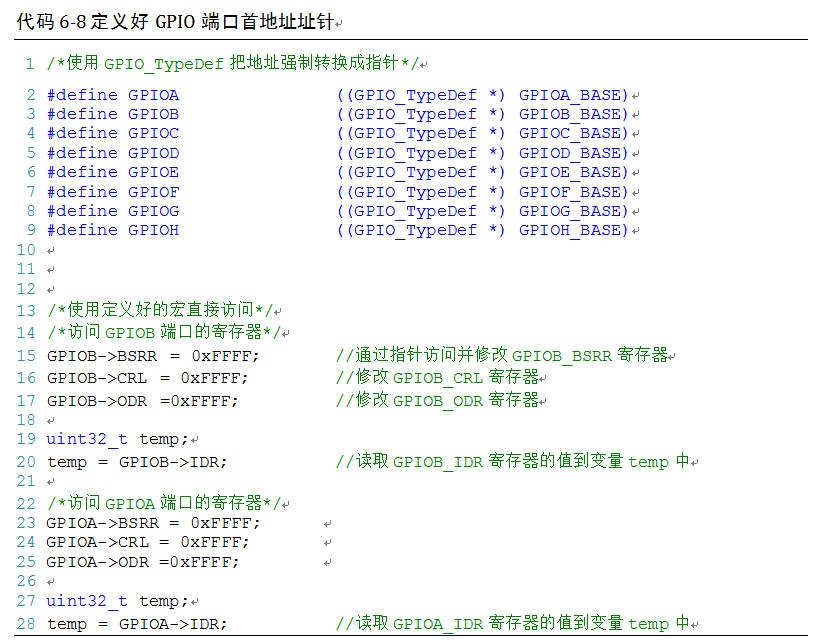 代码 6-8 定义好 GPIO 端口首地址址针
1 /*使用 GPIO_TypeDef 把地址强制转换成指针*/
2 #define GPIOA ((GPIO_TypeDef *) GPIOA_BASE)
3 #define GPIOB ((GPIO_TypeDef *) GPIOB_BASE)
4 #define GPIOC ((GPIO_TypeDef *) GPIOC_BASE)
5 #define GPIOD ((GPIO_TypeDef *) GPIOD_BASE)
6 #define GPIOE ((GPIO_TypeDef *) GPIOE_BASE)
7 #define GPIOF ((GPIO_TypeDef *) GPIOF_BASE)
8 #define GPIOG ((GPIO_TypeDef *) GPIOG_BASE)
9 #define GPIOH ((GPIO_TypeDef *) GPIOH_BASE)
10
11
12
13 /*使用定义好的宏直接访问*/
14 /*访问 GPIOB 端口的寄存器*/
15 GPIOB->BSRR = 0xFFFF; //通过指针访问并修改 GPIOB_BSRR 寄存器
16 GPIOB->CRL = 0xFFFF; //修改 GPIOB_CRL 寄存器
17 GPIOB->ODR =0xFFFF; //修改 GPIOB_ODR 寄存器
18
19 uint32_t temp;
20 temp = GPIOB->IDR; //读取 GPIOB_IDR 寄存器的值到变量 temp 中
21
22 /*访问 GPIOA 端口的寄存器*/
23 GPIOA->BSRR = 0xFFFF;
24 GPIOA->CRL = 0xFFFF;
25 GPIOA->ODR =0xFFFF;
26
27 uint32_t temp;
28 temp = GPIOA->IDR; //读取 GPIOA_IDR 寄存器的值到变量 temp 中